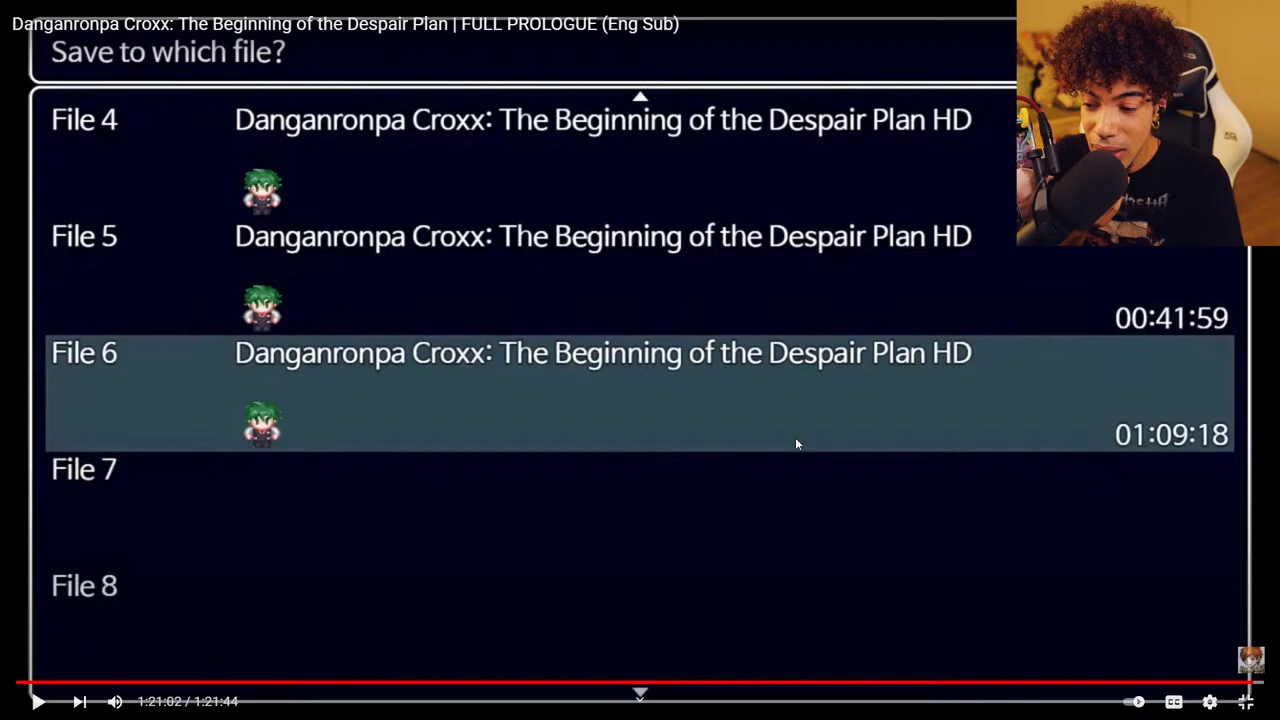 Danganronpa Croxx: The Beginning of the Despair Plan | FULL PROLOGUE (Eng Sub)
Save to which file?
File 4 Danganronpa Croxx: The Beginning of the Despair Plan HD
File 5 Danganronpa Croxx: The Beginning of the Despair Plan HD
00:41:59
File 6 Danganronpa Croxx: The Beginning of the Despair Plan HD
01:09:18
File 7
File 8
1:21:02 / 1:21:44
CC